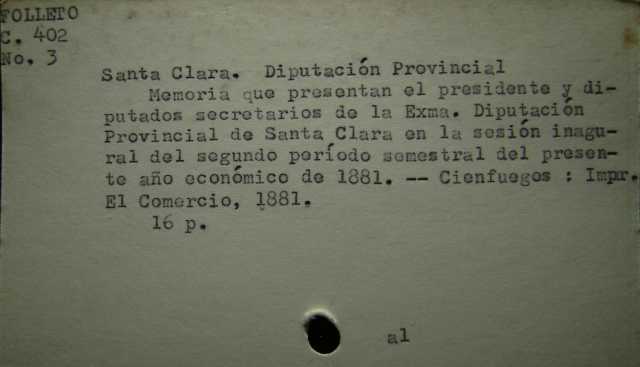 FOLLETO
C. 402
No. 3
Santa Clara. Diputación Provincial
Memoria que presentan el presidente y di-
putados secretarios de la Exma. Diputación
Provincial de Santa Clara en la sesión inagu-
ral del segundo período semestral del presen-
te año económico de 1881. -- Cienfuegos : Impr.
El Comercio, 1881.
16 p.
al